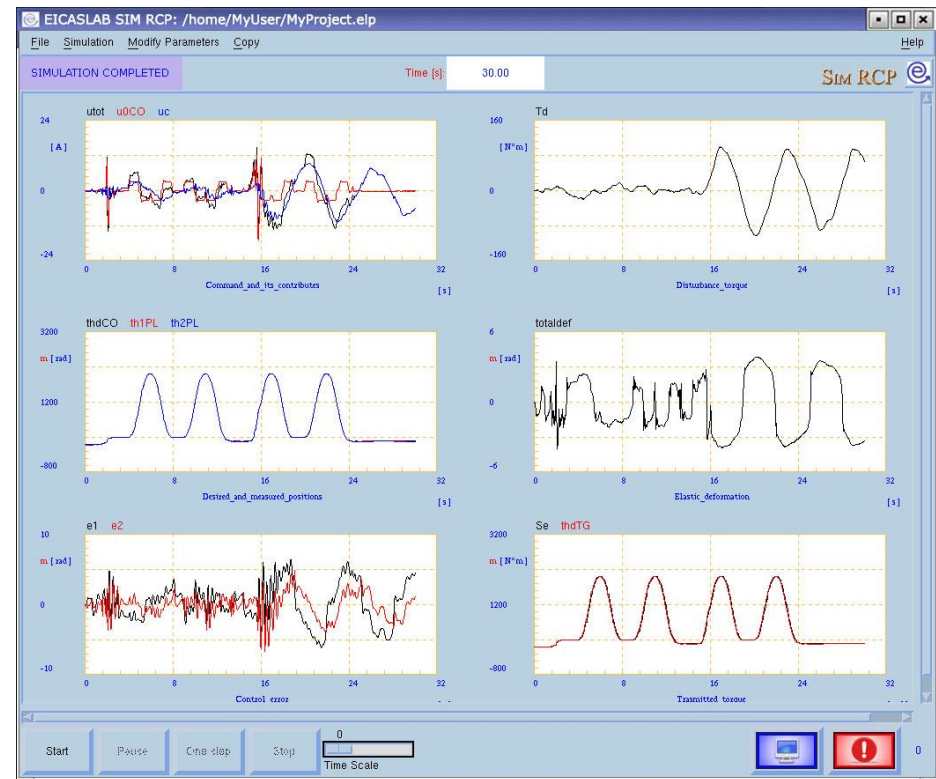 EICASLAB SIM RCP: /home/MyUser/MyProject.elp
File Simulation Modify Parameters Copy Help
SIMULATION COMPLETED Time [s]: 30.00 SIM RCP
utot u0CO uc
24
[A]
0
-24
0 8 16 24 32
Command_and_its_contributes
[s]
Td
160
[N*m]
0
-160
0 8 16 24 32
Disturbance_torque
[s]
thdCO th1PL th2PL
3200
m [rad]
1200
-800
0 8 16 24 32
Desired_and_measured_positions
[s]
totaldef
6
m [rad]
0
-6
0 8 16 24 32
Elastic_deformation
[s]
e1 e2
10
m [rad]
0
-10
0 8 16 24 32
Control_error
Se thdTG
3200
m [N*m]
1200
-800
0 8 16 24 32
Trasmitted_torque
Start Pause One step Stop
0
Time Scale
0